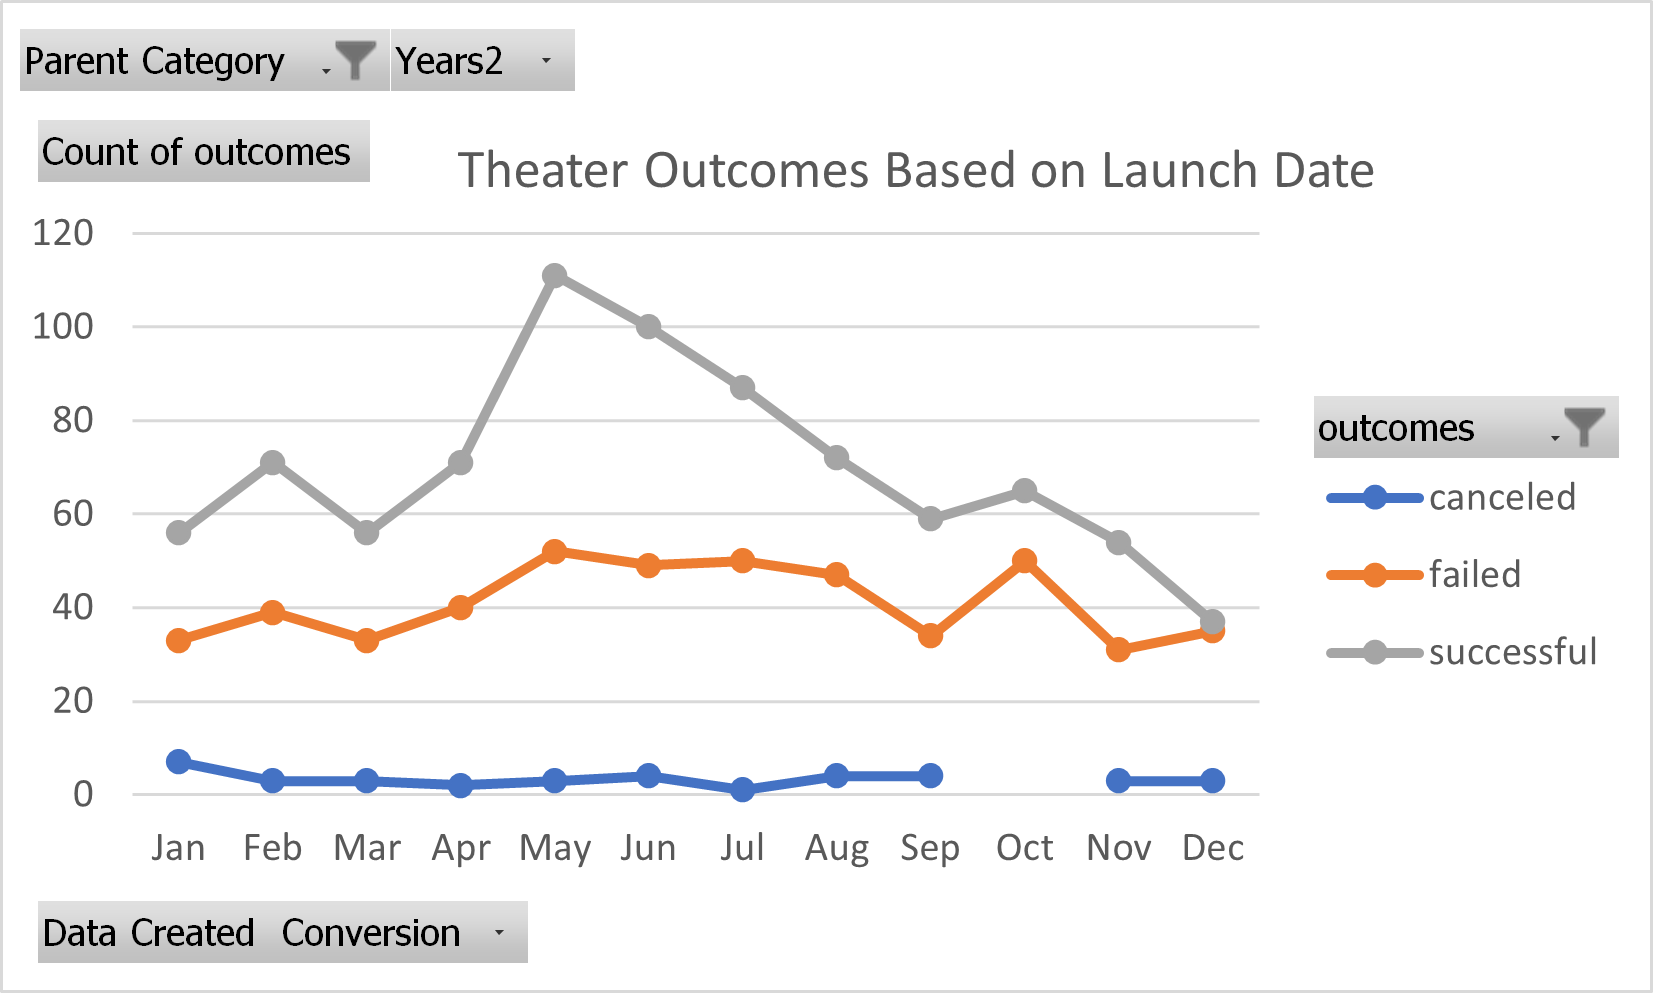 Parent Category Years2
Count of outcomes
Theater Outcomes Based on Launch Date
120
100
80
60
40
20
0
Jan Feb Mar Apr May Jun Jul Aug Sep Oct Nov Dec
outcomes
canceled
failed
successful
Data Created Conversion